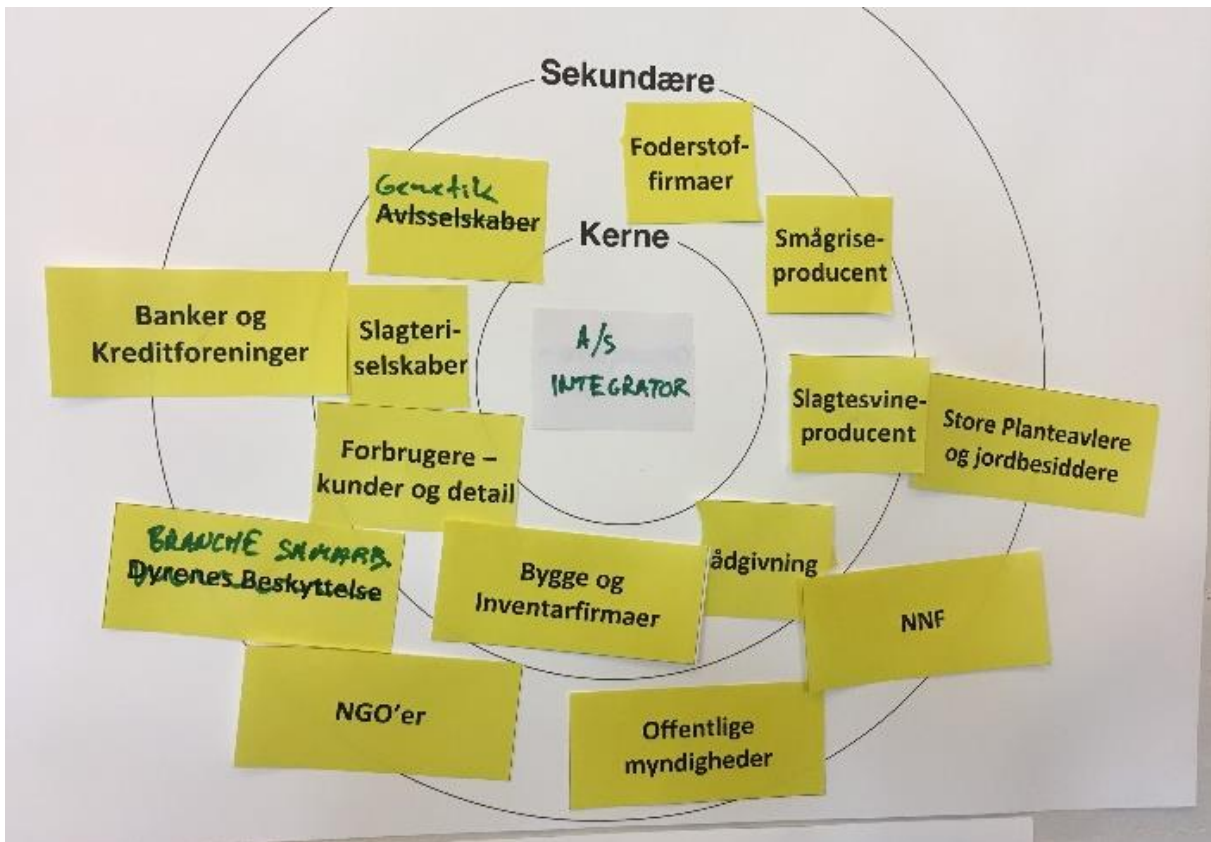 Sekundære
Foderstof-
firmaer
Genetik
Avlsselskaber
Kerne
Smågrise-
producent
Banker og
Kreditforeninger
Slagteri-
selskaber
A/S
INTEGRATOR
Slagtesvine-
producent
Store Planteavlere
og jordbesiddere
Forbrugere –
kunder og detail
BRANCHE SAMARB.
Dyrenes Beskyttelse
Bygge og
Inventarfirmaer
ådgivning
NNF
NGO'er
Offentlige
myndigheder